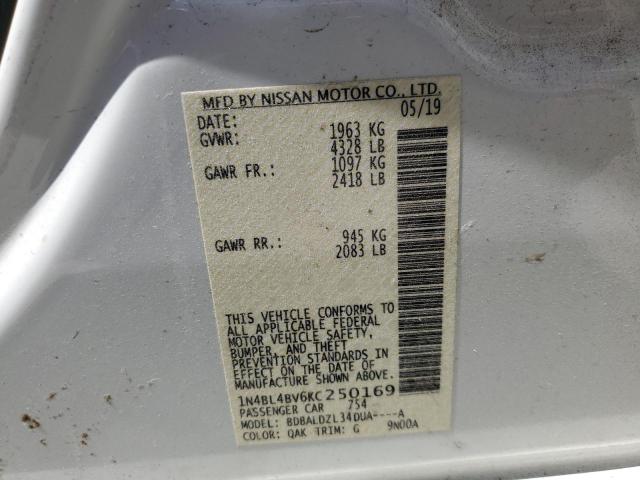 MFD BY NISSAN MOTOR CO., LTD.
DATE: 05/19
GVWR: 1963 KG
4328 LB
GAWR FR.: 1097 KG
2418 LB
GAWR RR.: 945 KG
2083 LB
THIS VEHICLE CONFORMS TO
ALL APPLICABLE FEDERAL
MOTOR VEHICLE SAFETY,
BUMPER, AND THEFT
PREVENTION STANDARDS IN
EFFECT ON THE DATE OF
MANUFACTURE SHOWN ABOVE.
1N4BL4BV6KC250169
PASSENGER CAR 754
MODEL: BDBALDZL34DUA----A
COLOR: QAK TRIM: G 9N00A